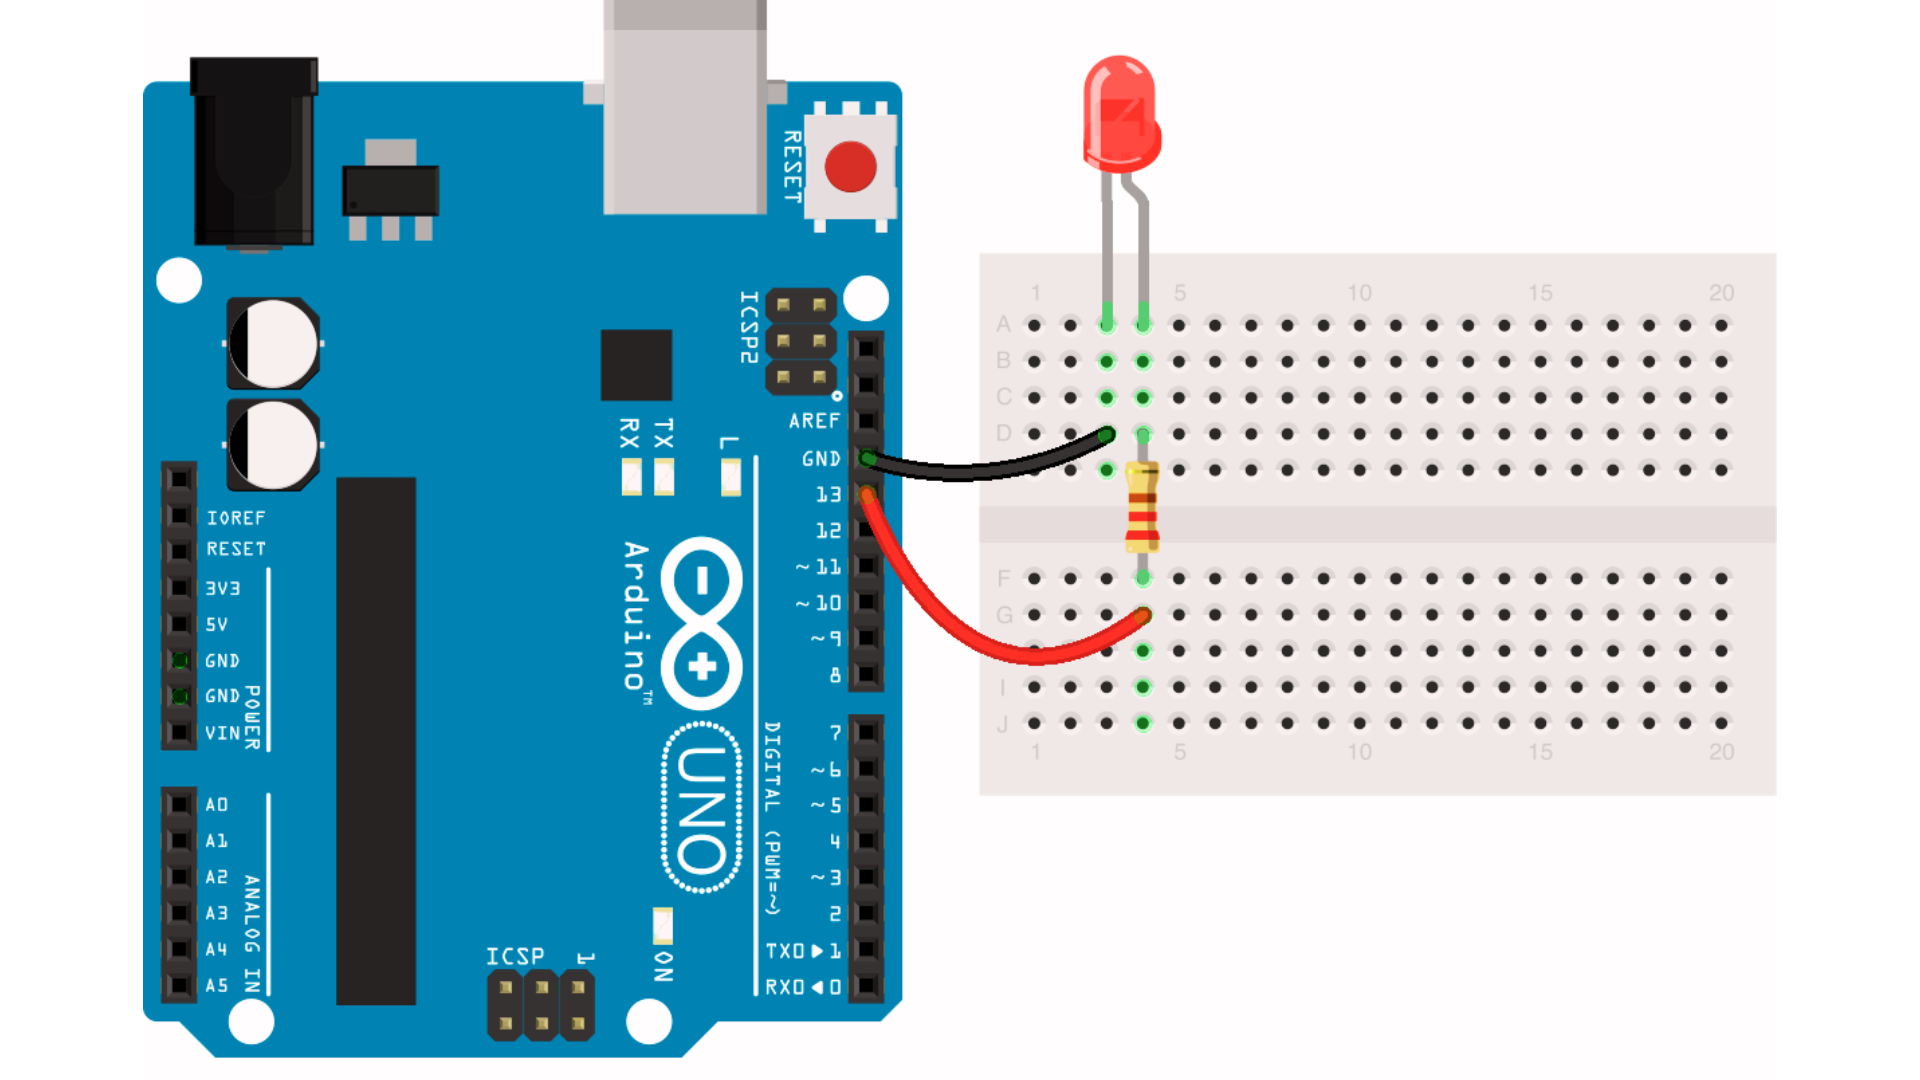 RESET
ICSP2
AREF
GND
13
12
~11
~10
~9
8
7
~6
~5
4
~3
2
TX0▶1
RX0◀0
RX
TX
L
Arduino™
UNO
DIGITAL (PWM=~)
ON
ICSP
1
IOREF
RESET
3V3
5V
GND
GND
VIN
POWER
A0
A1
A2
A3
A4
A5
ANALOG IN
1 5 10 15 20
A
B
C
D
F
G
I
J
1 5 10 15 20